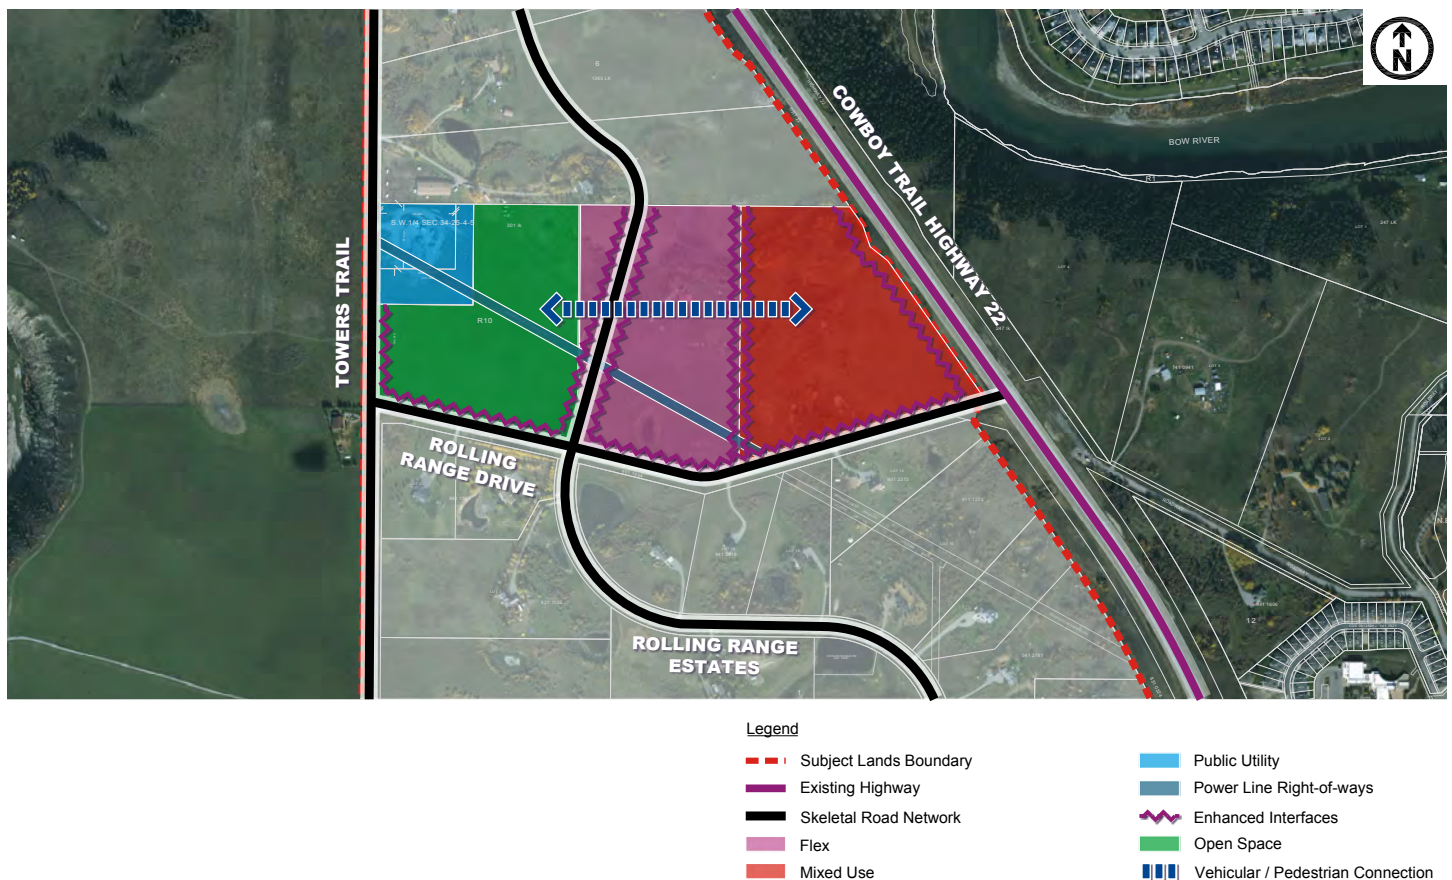 N
COWBOY TRAIL HIGHWAY 22
BOW RIVER
TOWERS TRAIL
R10
ROLLING
RANGE DRIVE
ROLLING RANGE
ESTATES
12
Legend
Subject Lands Boundary
Existing Highway
Skeletal Road Network
Flex
Mixed Use
Public Utility
Power Line Right-of-ways
Enhanced Interfaces
Open Space
Vehicular / Pedestrian Connection